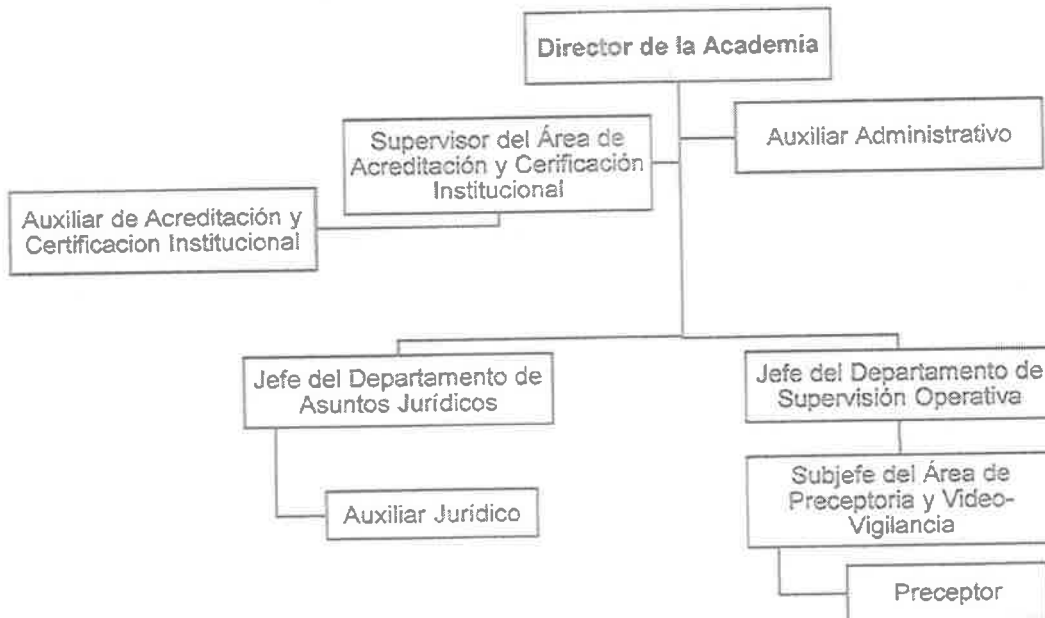 Director de la Academia
Auxiliar Administrativo
Supervisor del Área de
Acreditación y Cerificación
Institucional
Auxiliar de Acreditación y
Certificacion Institucional
Jefe del Departamento de
Asuntos Jurídicos
Auxiliar Jurídico
Jefe del Departamento de
Supervisión Operativa
Subjefe del Área de
Preceptoria y Video-
Vigilancia
Preceptor